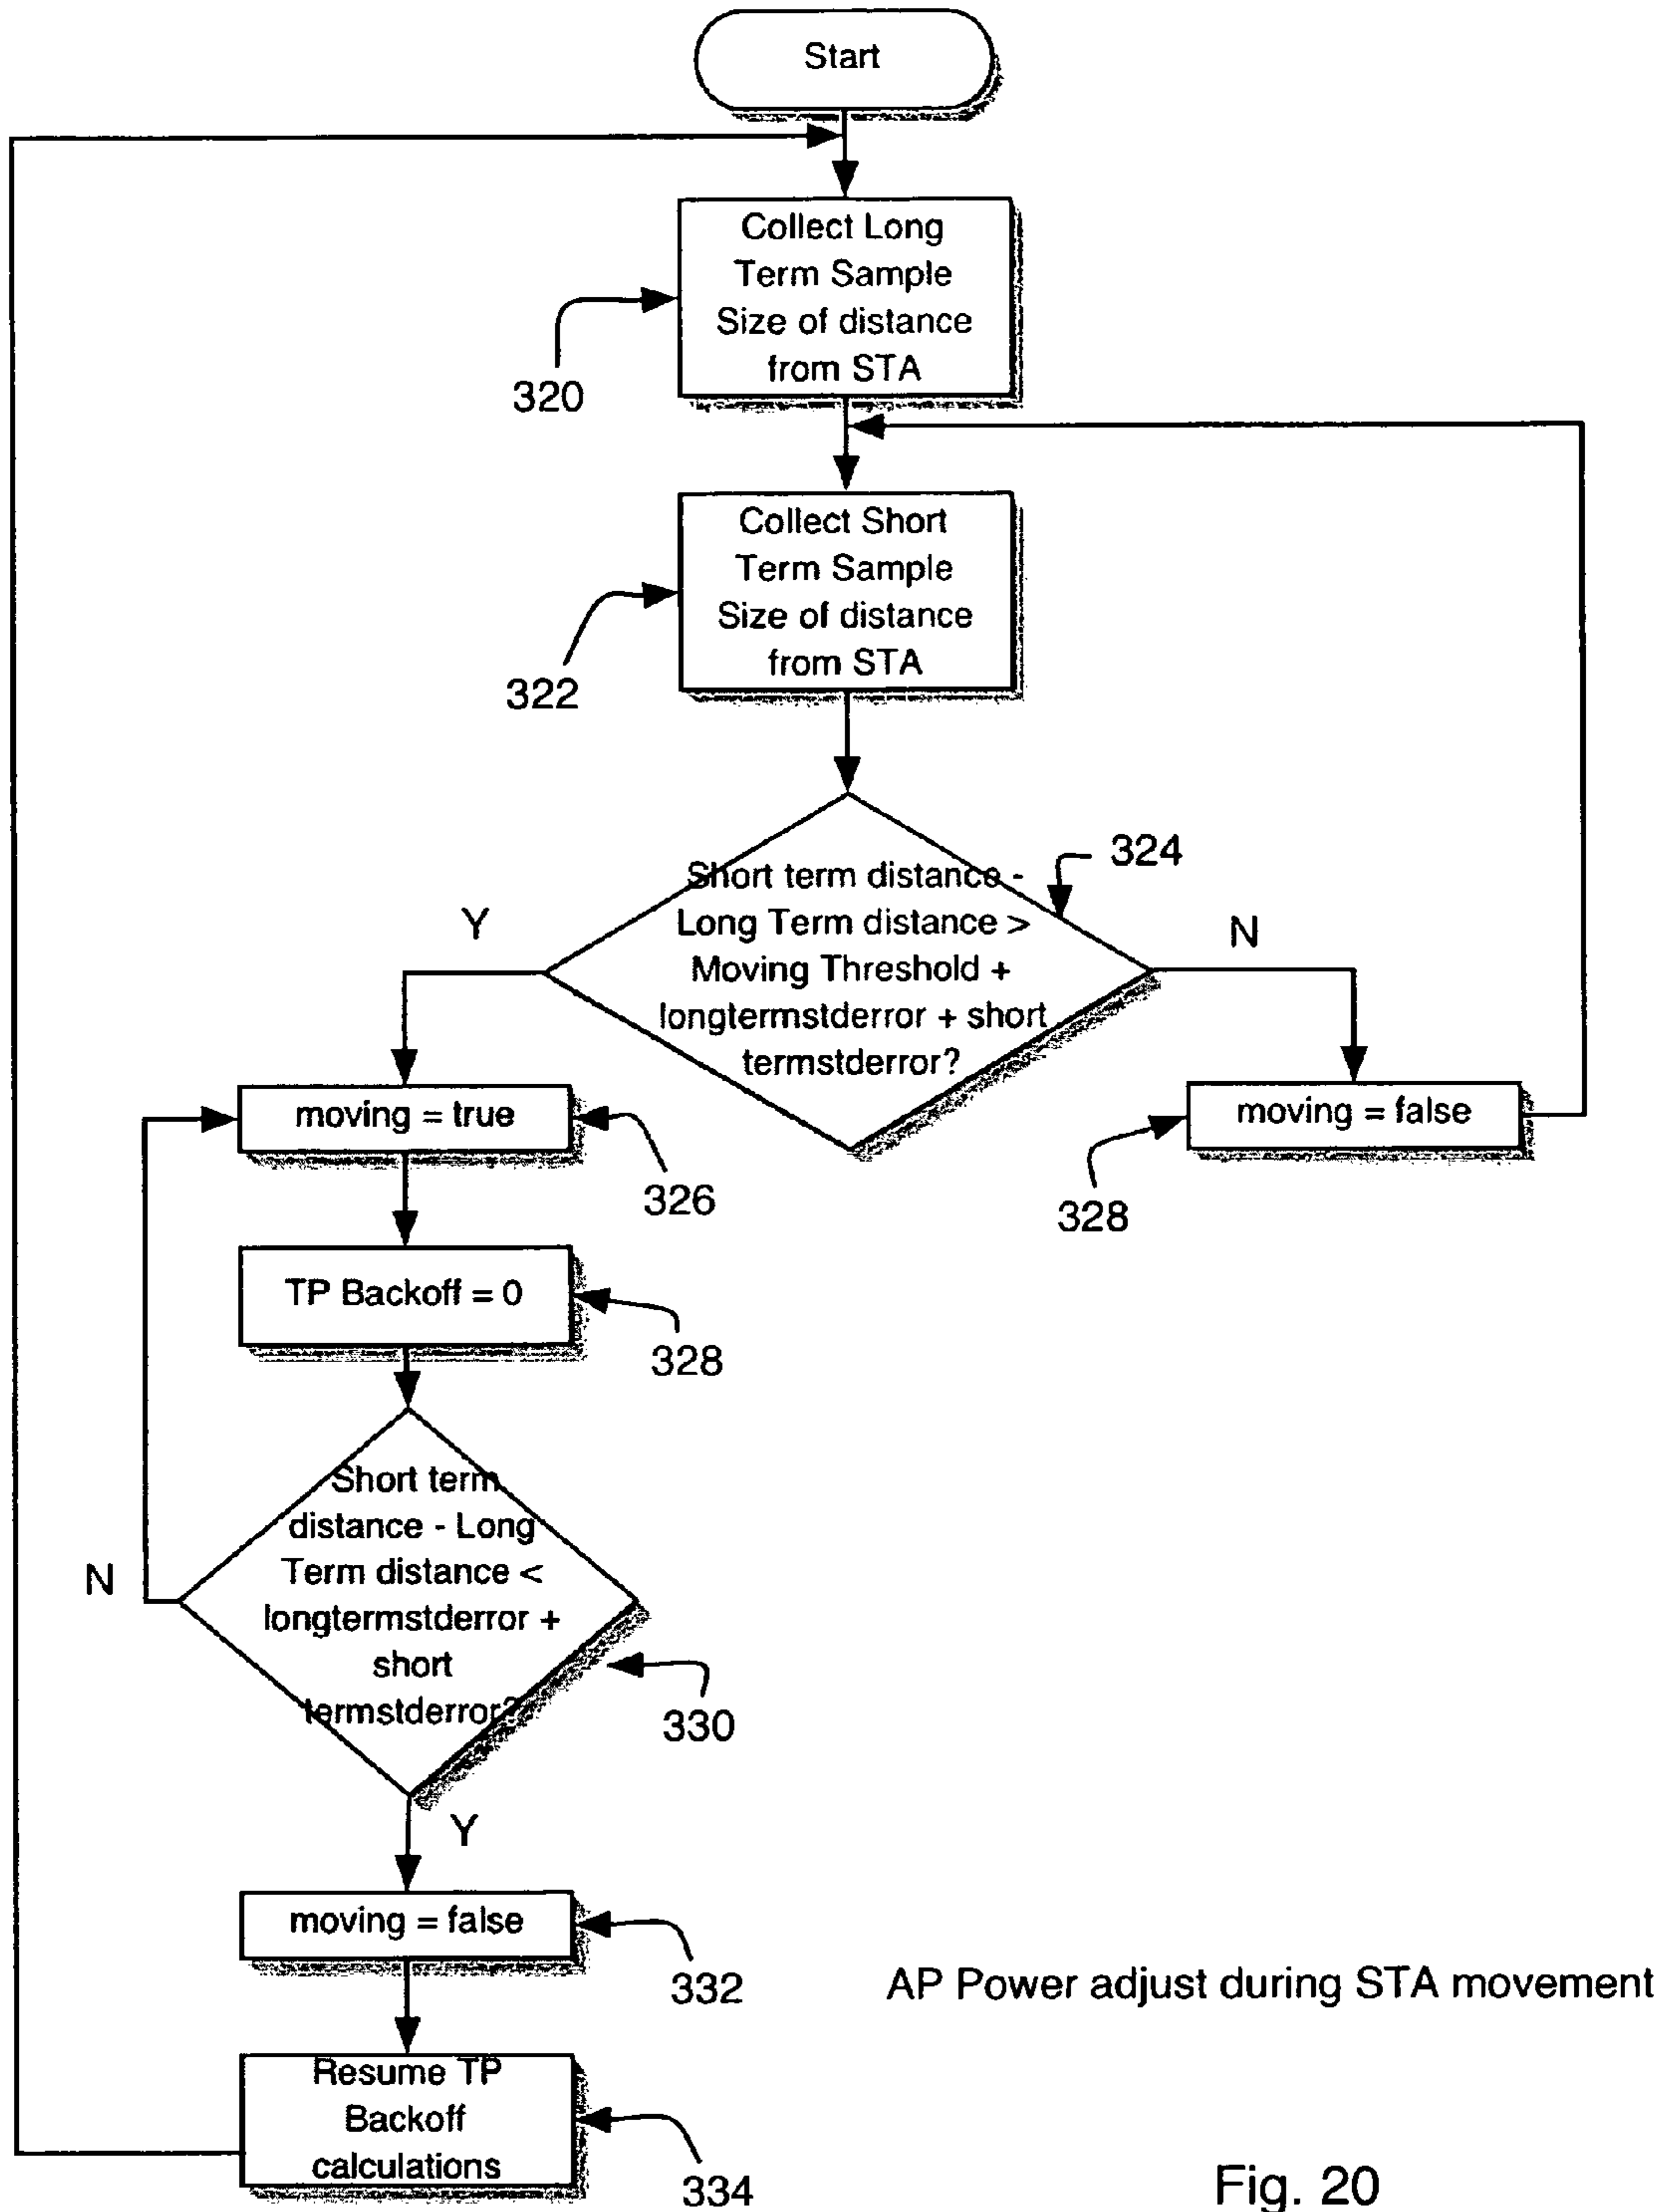 Start
Collect Long
Term Sample
Size of distance
from STA
320
Collect Short
Term Sample
Size of distance
from STA
322
324
Short term distance -
Long Term distance >
Moving Threshold +
longtermstderror + short
termstderror?
Y
N
moving = true
326
moving = false
328
TP Backoff = 0
328
Short term
distance - Long
Term distance <
longtermstderror +
short
termstderror?
N
330
Y
moving = false
332
AP Power adjust during STA movement
Resume TP
Backoff
calculations
334
Fig. 20